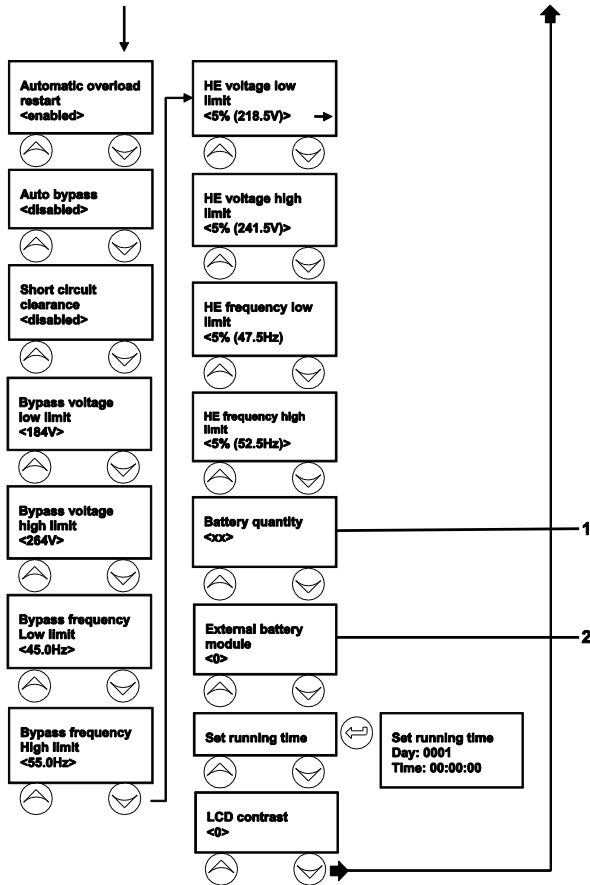 Automatic overload
restart
<enabled>
Auto bypass
<disabled>
Short circuit
clearance
<disabled>
Bypass voltage
low limit
<184V>
Bypass voltage
high limit
<264V>
Bypass frequency
Low limit
<45.0Hz>
Bypass frequency
High limit
<55.0Hz>
HE voltage low
limit
<5% (218.5V)>
HE voltage high
limit
<5% (241.5V)>
HE frequency low
limit
<5% (47.5Hz)
HE frequency high
limit
<5% (52.5Hz)>
Battery quantity
<xx>
1
External battery
module
<0>
2
Set running time
Set running time
Day: 0001
Time: 00:00:00
LCD contrast
<0>